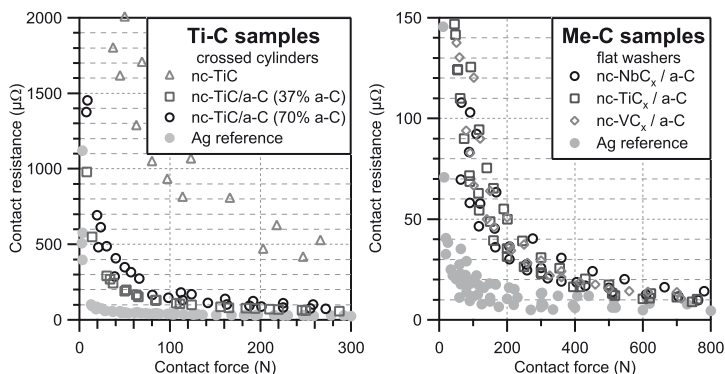 Ti-C samples
crossed cylinders
nc-TiC
nc-TiC/a-C (37% a-C)
nc-TiC/a-C (70% a-C)
Ag reference
Contact resistance (µΩ)
2000
1500
1000
500
0
0
100
200
300
Contact force (N)
Me-C samples
flat washers
nc-NbCx / a-C
nc-TiCx / a-C
nc-VCx / a-C
Ag reference
Contact resistance (µΩ)
150
100
50
0
0
200
400
600
800
Contact force (N)